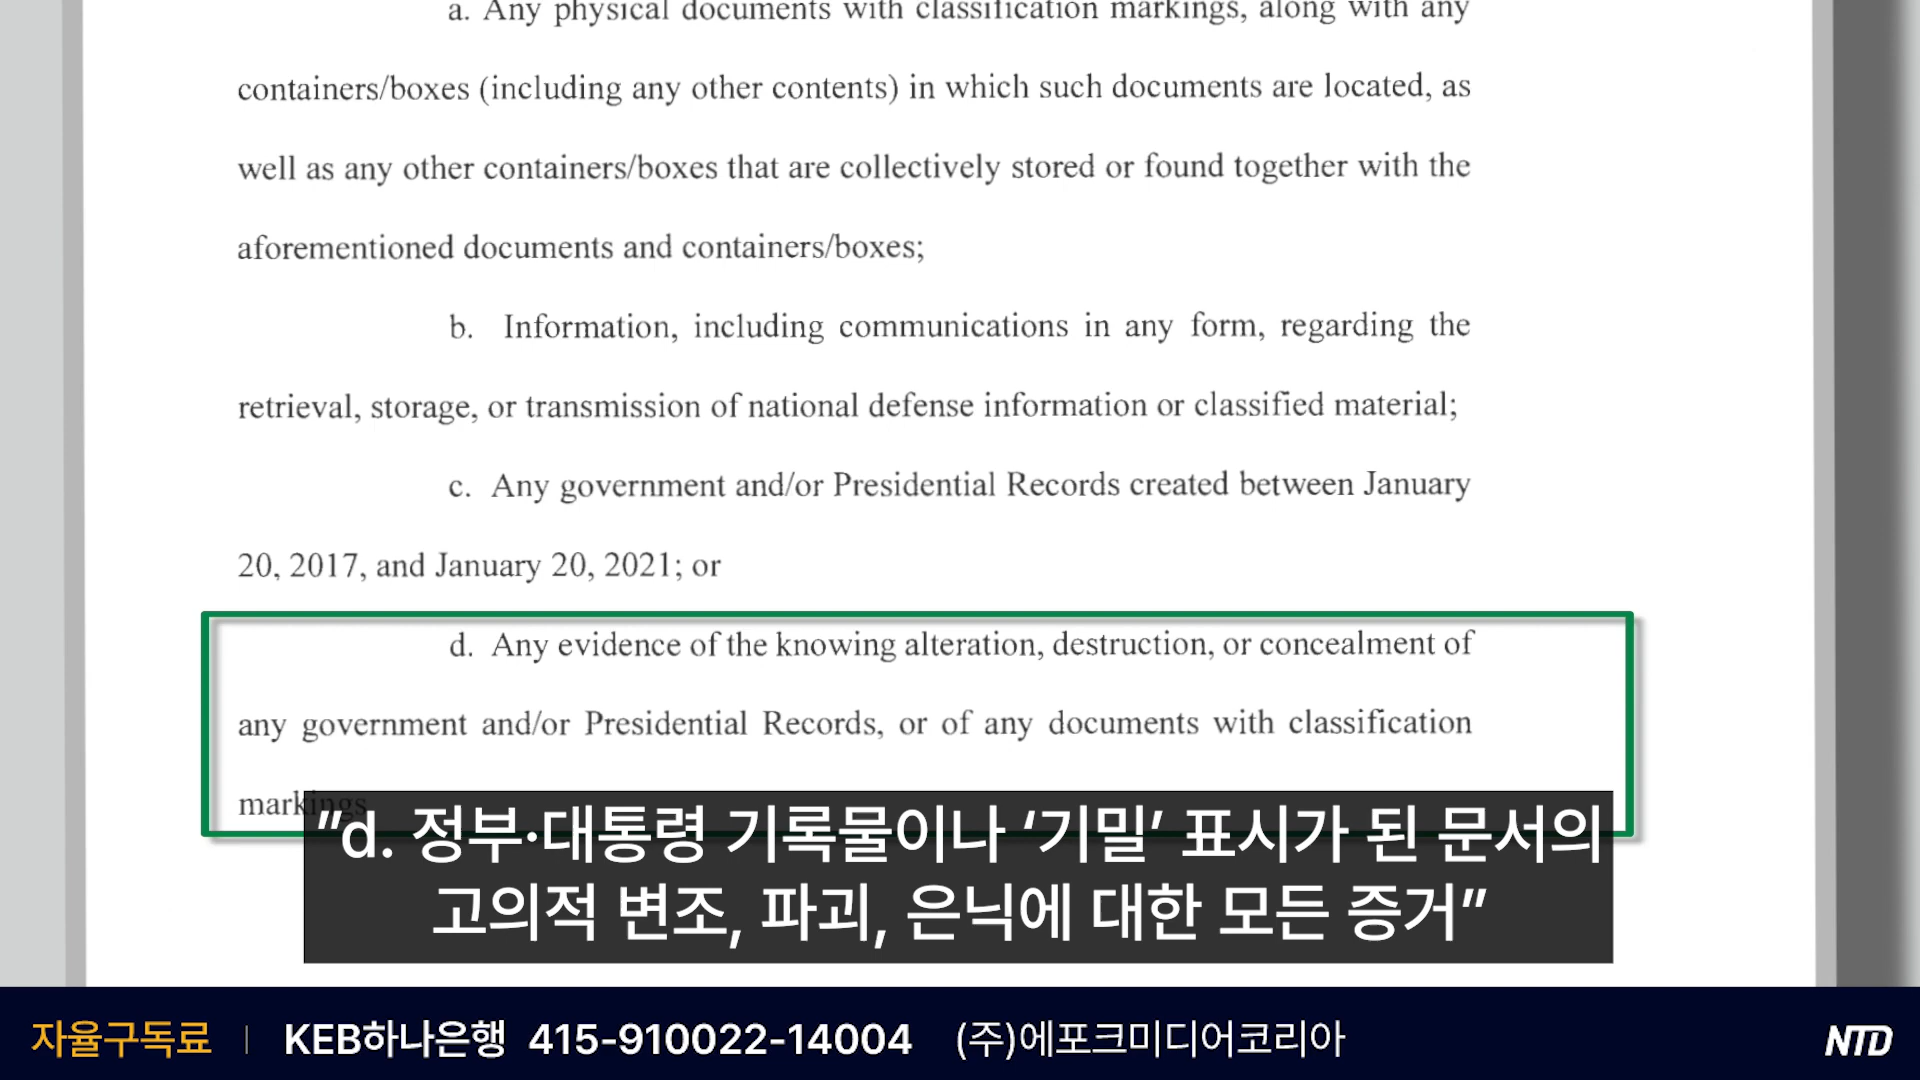 a. Any physical documents with classification markings, along with any
containers/boxes (including any other contents) in which such documents are located, as
well as any other containers/boxes that are collectively stored or found together with the
aforementioned documents and containers/boxes;
b. Information, including communications in any form, regarding the
retrieval, storage, or transmission of national defense information or classified material;
c. Any government and/or Presidential Records created between January
20, 2017, and January 20, 2021; or
d. Any evidence of the knowing alteration, destruction, or concealment of
any government and/or Presidential Records, or of any documents with classification
markings
"d. 정부·대통령 기록물이나 ‘기밀’ 표시가 된 문서의
고의적 변조, 파괴, 은닉에 대한 모든 증거"
자율구독료 | KEB하나은행 415-910022-14004 (주)에포크미디어코리아 NTD